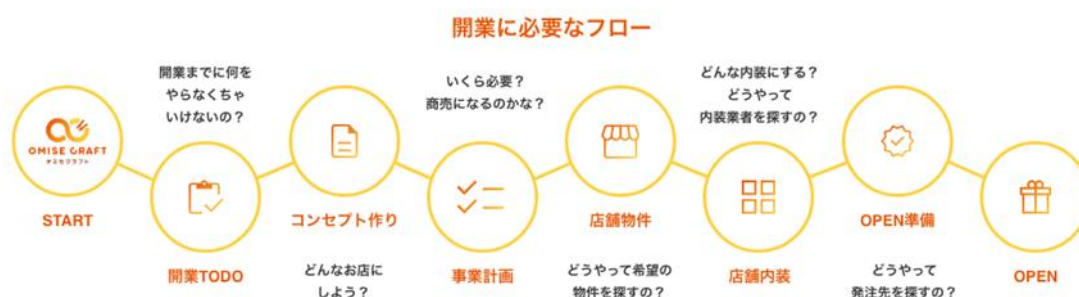 開業に必要なフロー
OMISE CRAFT
オミセクラフト
START
開業までに何を
やらなくちゃ
いけないの？
開業TODO
コンセプト作り
どんなお店に
しよう？
いくら必要？
商売になるのかな？
事業計画
店舗物件
どうやって希望の
物件を探すの？
どんな内装にする？
どうやって
内装業者を探すの？
店舗内装
OPEN準備
どうやって
発注先を探すの？
OPEN